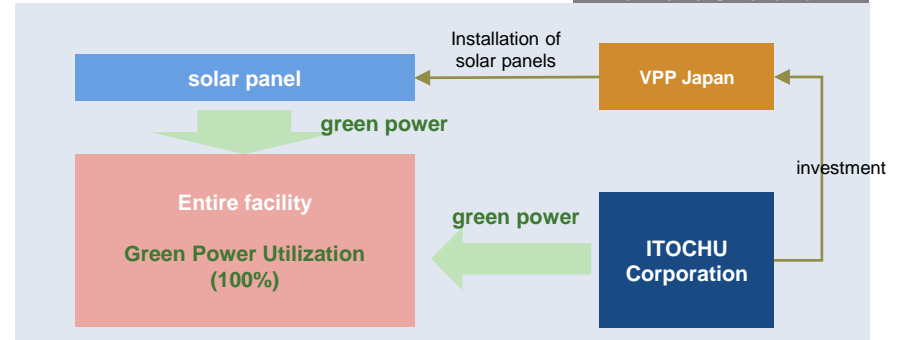 Installation of
solar panels
solar panel
VPP Japan
green power
investment
Entire facility
Green Power Utilization
(100%)
green power
ITOCHU
Corporation